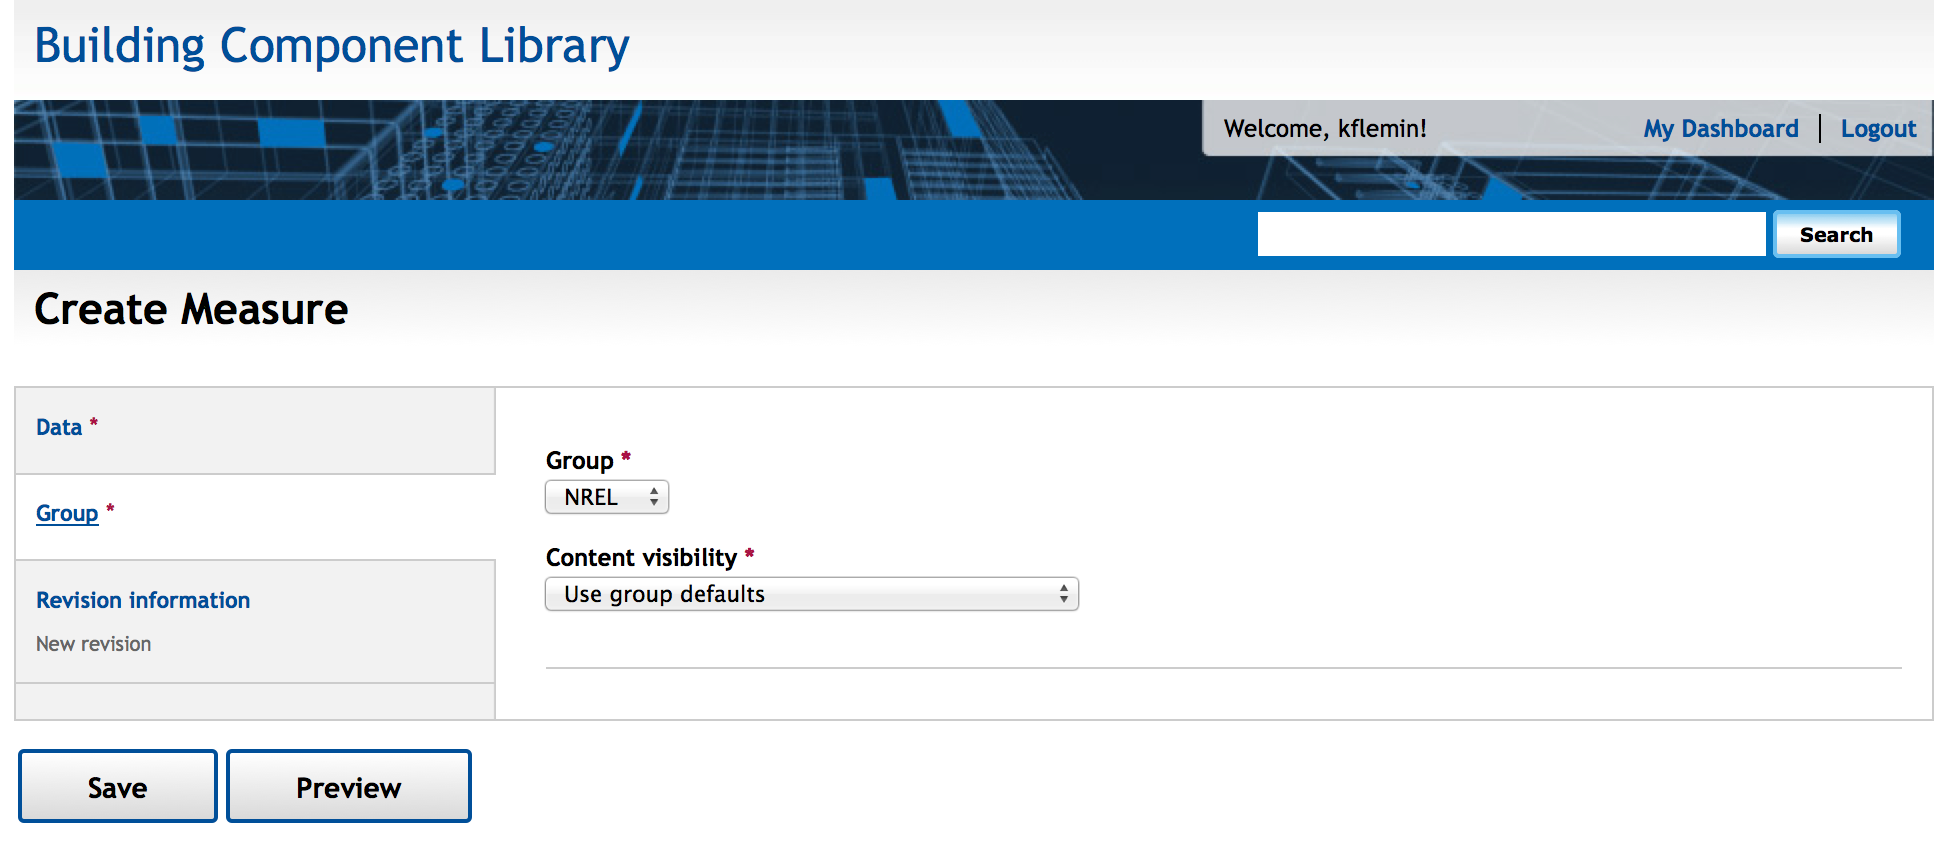 Building Component Library
Welcome, kflemin!
My Dashboard | Logout
Search
Create Measure
Data *
Group *
Revision information
New revision
Group *
NREL
Content visibility *
Use group defaults
Save
Preview